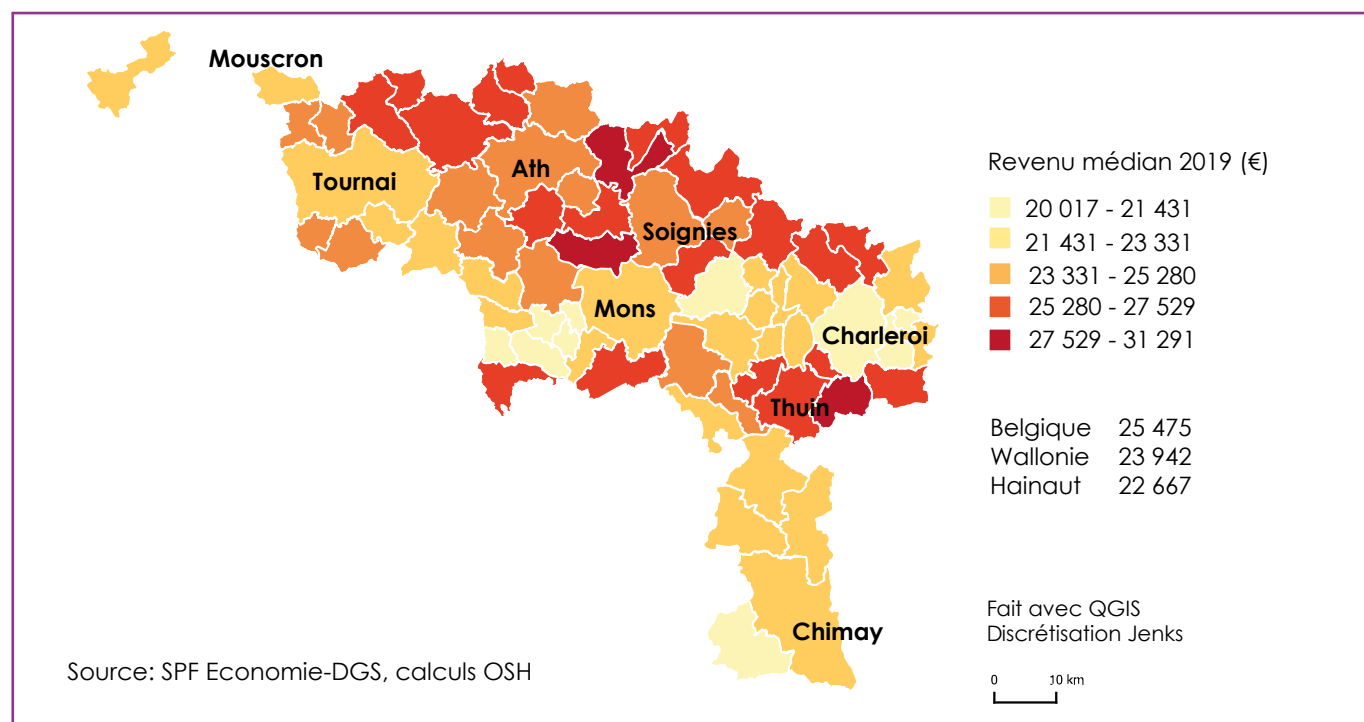 Mouscron
Ath
Tournai
Soignies
Mons
Charleroi
Thuin
Chimay
Revenu médian 2019 (€)
20 017 - 21 431
21 431 - 23 331
23 331 - 25 280
25 280 - 27 529
27 529 - 31 291
Belgique 25 475
Wallonie 23 942
Hainaut 22 667
Fait avec QGIS
Discrétisation Jenks
0 10 km
Source: SPF Economie-DGS, calculs OSH